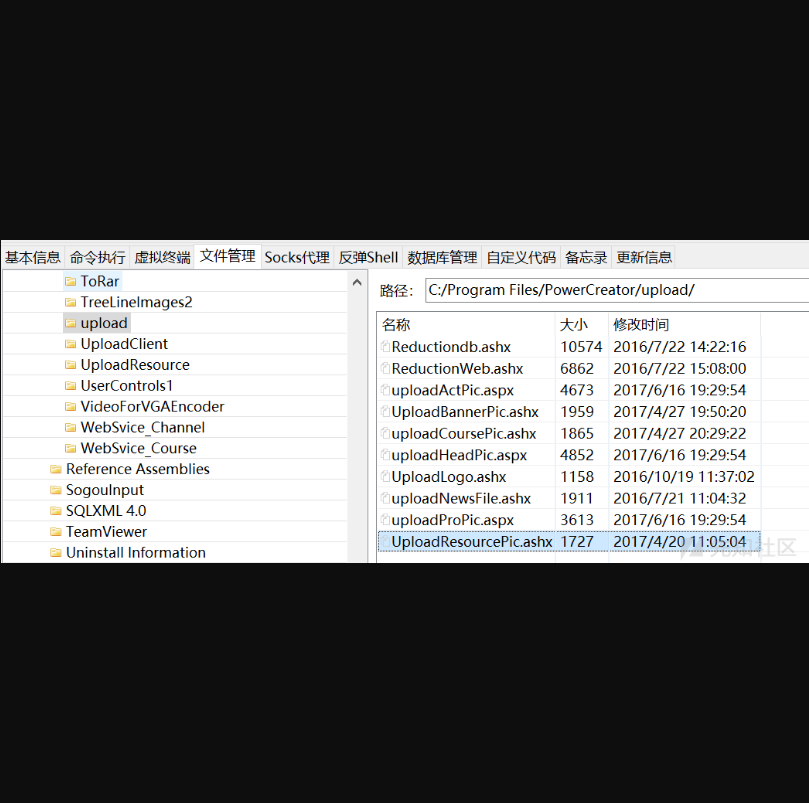 基本信息 命令执行 虚拟终端 文件管理 Socks代理 反弹Shell 数据库管理 自定义代码 备忘录 更新信息
ToRar
TreeLineImages2
upload
UploadClient
UploadResource
UserControls1
VideoForVGAEncoder
WebSvice_Channel
WebSvice_Course
Reference Assemblies
SogouInput
SQLXML 4.0
TeamViewer
Uninstall Information
路径: C:/Program Files/PowerCreator/upload/
名称 大小 修改时间
Reductiondb.ashx 10574 2016/7/22 14:22:16
ReductionWeb.ashx 6862 2016/7/22 15:08:00
uploadActPic.aspx 4673 2017/6/16 19:29:54
UploadBannerPic.ashx 1959 2017/4/27 19:50:20
uploadCoursePic.ashx 1865 2017/4/27 20:29:22
uploadHeadPic.aspx 4852 2017/6/16 19:29:54
UploadLogo.ashx 1158 2016/10/19 11:37:02
uploadNewsFile.ashx 1911 2016/7/21 11:04:32
uploadProPic.aspx 3613 2017/6/16 19:29:54
UploadResourcePic.ashx 1727 2017/4/20 11:05:04
先知社区